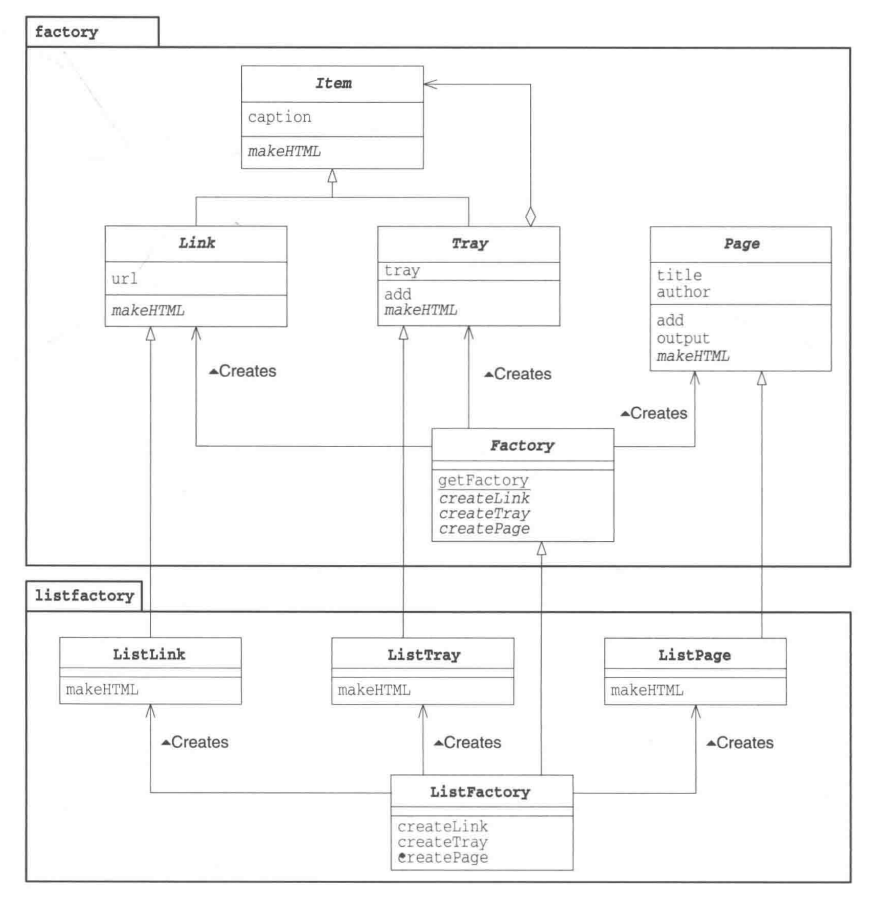 factory
Item
caption
makeHTML
Link
url
makeHTML
Tray
tray
add
makeHTML
Page
title
author
add
output
makeHTML
▲Creates
▲Creates
▲Creates
Factory
getFactory
createLink
createTray
createPage
listfactory
ListLink
makeHTML
ListTray
makeHTML
ListPage
makeHTML
▲Creates
▲Creates
▲Creates
ListFactory
createLink
createTray
createPage